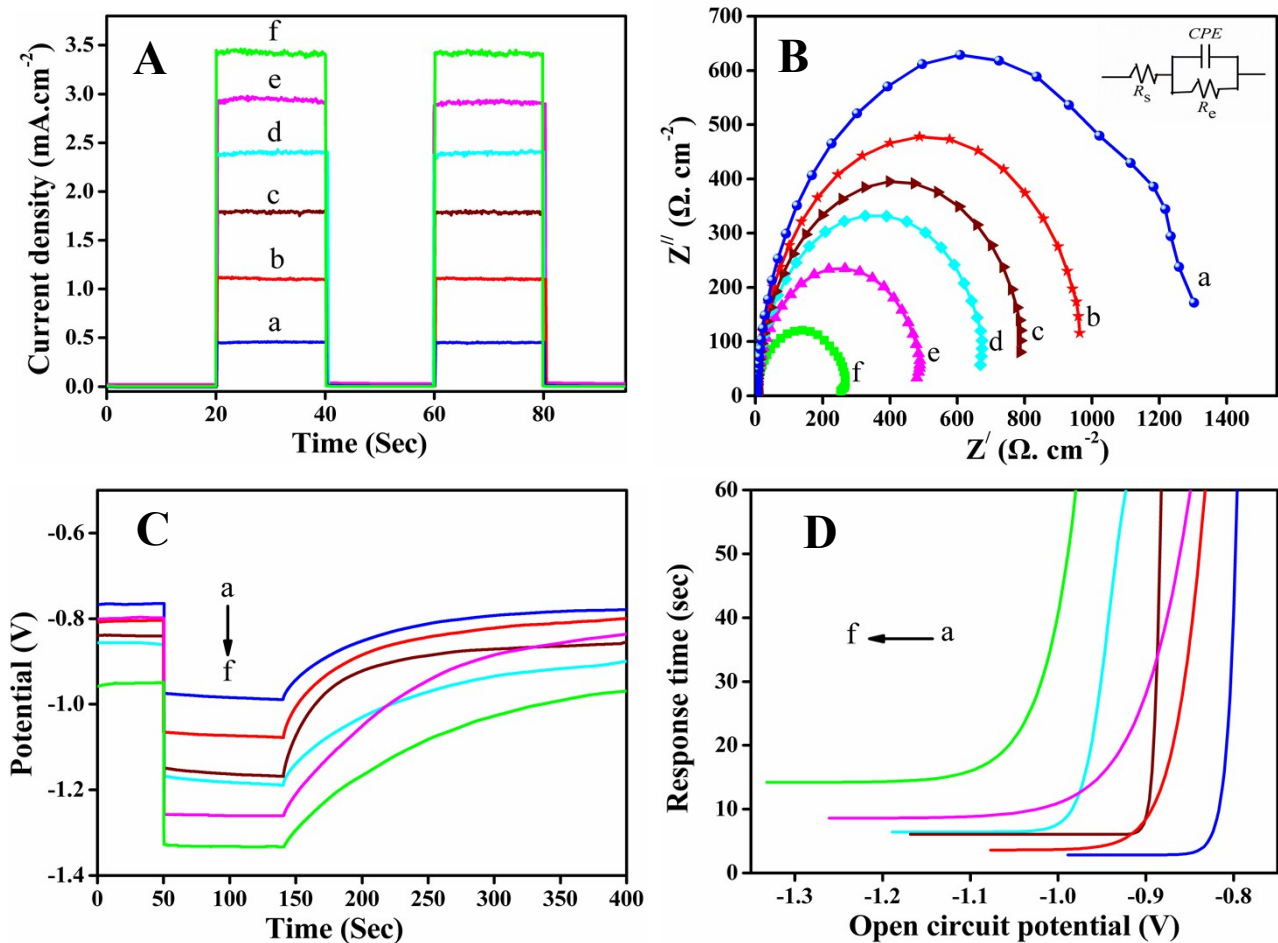 A
Current density (mA.cm⁻²)
3.5
3.0
2.5
2.0
1.5
1.0
0.5
0.0
f
e
d
c
b
a
0 20 40 60 80
Time (Sec)
B
Z// (Ω. cm⁻²)
700
600
500
400
300
200
100
0
CPE
Rs
Re
a
b
c
d
e
f
0 200 400 600 800 1000 1200 1400
Z/ (Ω. cm⁻²)
C
Potential (V)
-0.6
-0.8
-1.0
-1.2
-1.4
a
f
0 50 100 150 200 250 300 350 400
Time (Sec)
D
Response time (sec)
60
50
40
30
20
10
0
f a
-1.3 -1.2 -1.1 -1.0 -0.9 -0.8
Open circuit potential (V)